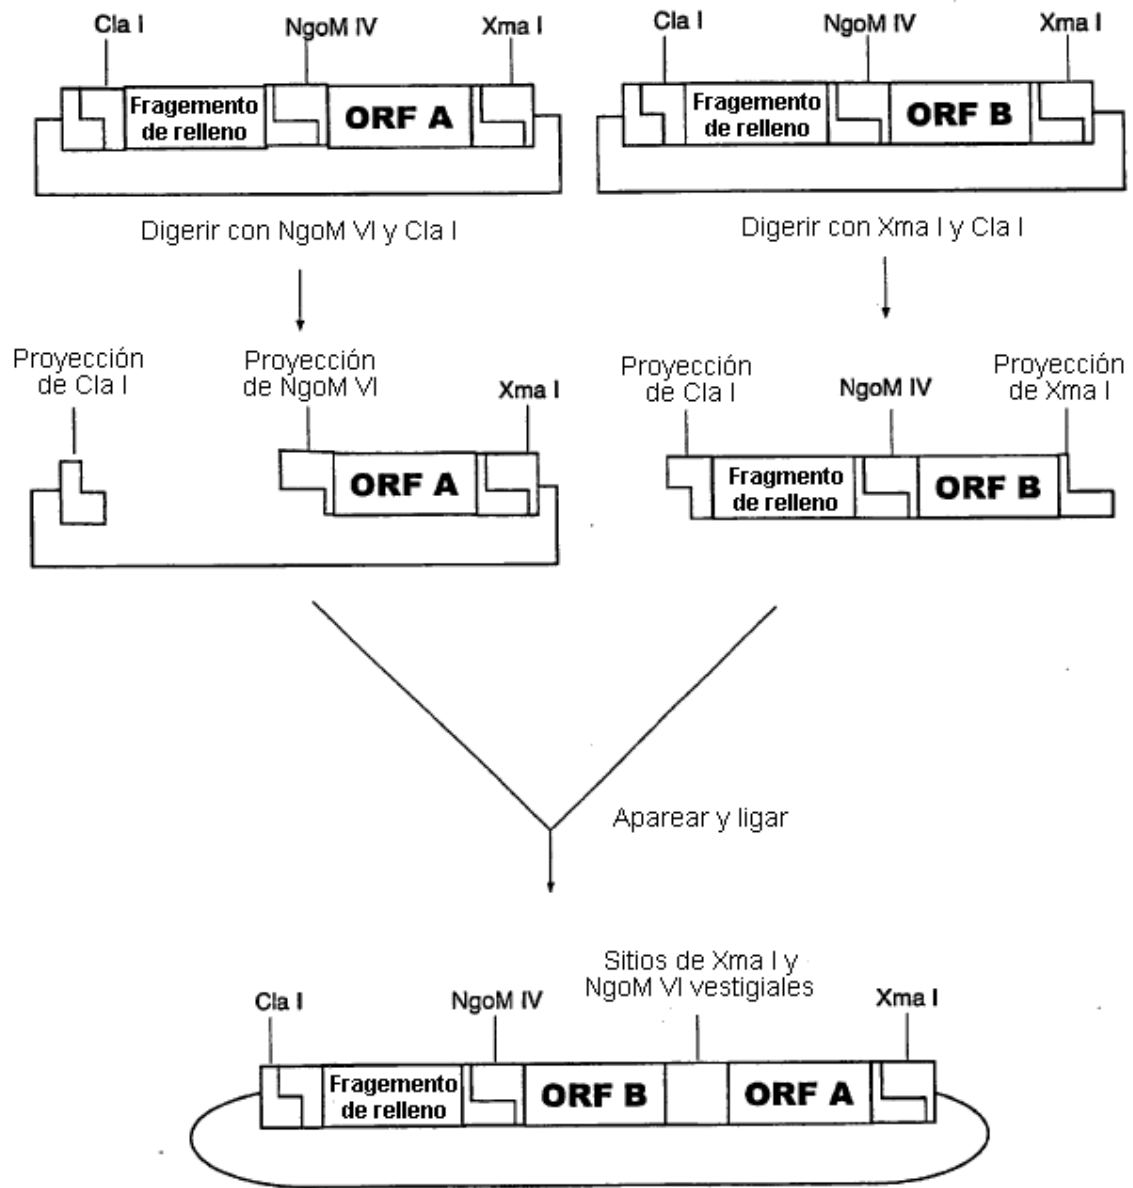 Cla I
NgoM IV
Xma I
Fragemento
de relleno
ORF A
Cla I
NgoM IV
Xma I
Fragmento
de relleno
ORF B
Digerir con NgoM VI y Cla I
Digerir con Xma I y Cla I
Proyección
de Cla I
Proyección
de NgoM VI
Xma I
ORF A
Proyección
de Cla I
NgoM IV
Proyección
de Xma I
Fragmento
de relleno
ORF B
Aparear y ligar
Sitios de Xma I y
NgoM VI vestigiales
Cla I
NgoM IV
Xma I
Fragemento
de relleno
ORF B
ORF A